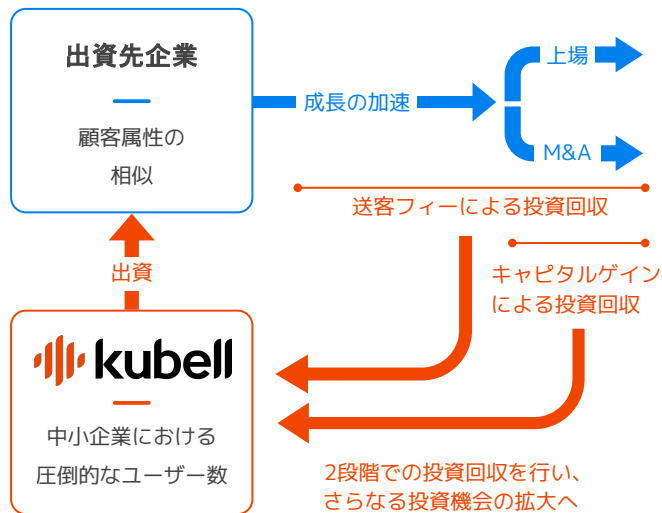 出資先企業
顧客属性の
相似
成長の加速
上場
M&A
送客フィーによる投資回収
キャピタルゲイン
による投資回収
出資
kubell
中小企業における
圧倒的なユーザー数
2段階での投資回収を行い、
さらなる投資機会の拡大へ